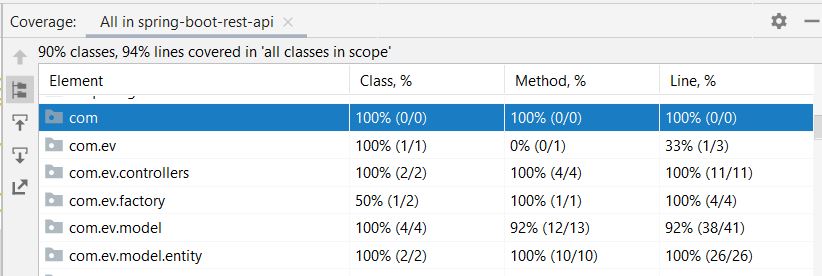 Coverage: All in spring-boot-rest-api
90% classes, 94% lines covered in 'all classes in scope'
Element Class, % Method, % Line, %
com 100% (0/0) 100% (0/0) 100% (0/0)
com.ev 100% (1/1) 0% (0/1) 33% (1/3)
com.ev.controllers 100% (2/2) 100% (4/4) 100% (11/11)
com.ev.factory 50% (1/2) 100% (1/1) 100% (4/4)
com.ev.model 100% (4/4) 92% (12/13) 92% (38/41)
com.ev.model.entity 100% (2/2) 100% (10/10) 100% (26/26)